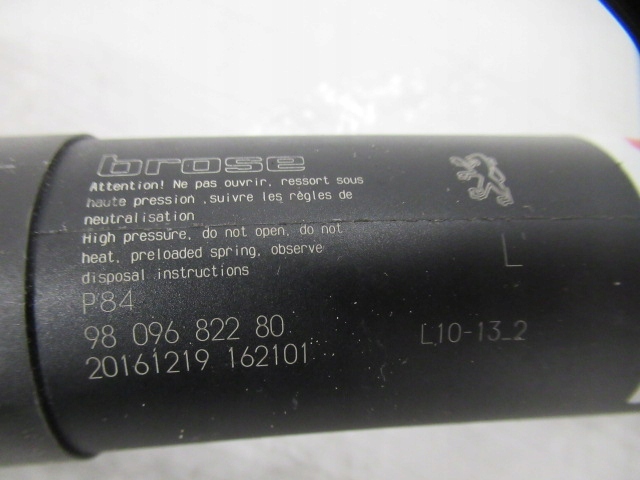 brose
Attention! Ne pas ouvrir, ressort sous
haute pression ,suivre les règles de
neutralisation
High pressure, do not open, do not
heat, preloaded spring, observe
disposal instructions
P84
98 096 822 80
20161219 162101
L
L10-13_2